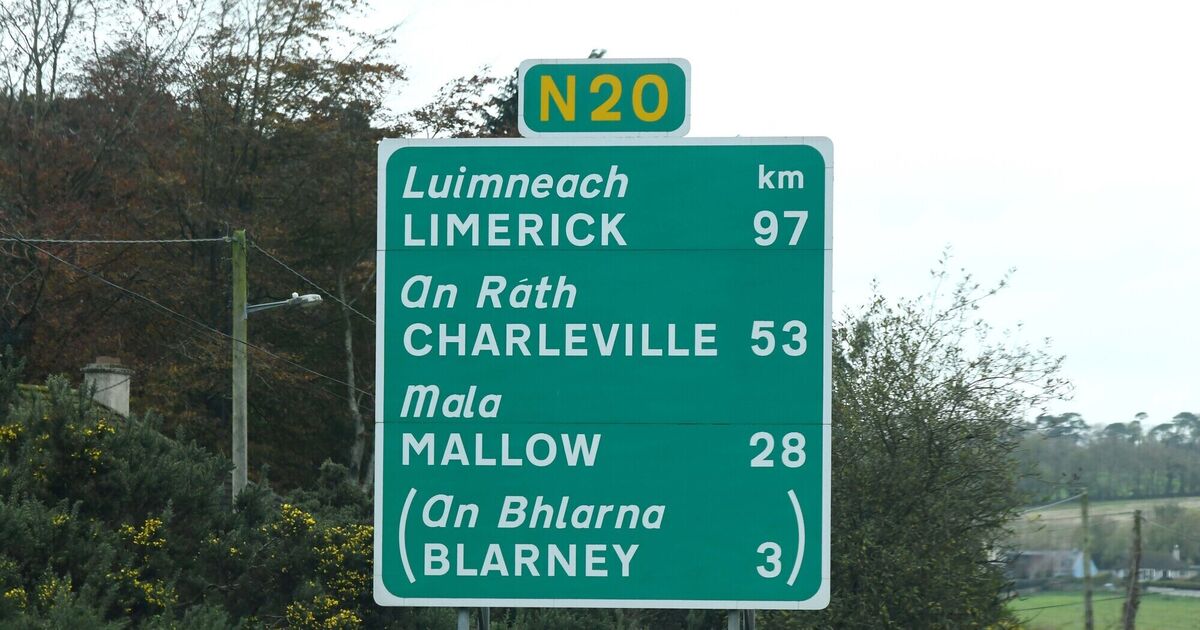 N20
Luimneach km
LIMERICK 97
An Ráth
CHARLEVILLE 53
Mala
MALLOW 28
(An Bhlarna
BLARNEY 3)